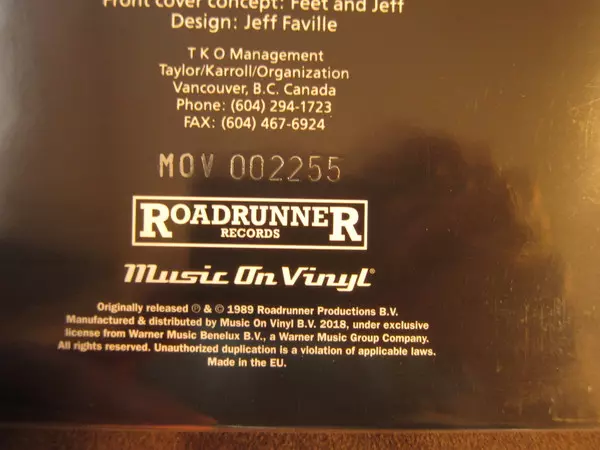 Front cover concept: Feet and Jeff
Design: Jeff Faville
T K O Management
Taylor/Karroll/Organization
Vancouver, B.C. Canada
Phone: (604) 294-1723
FAX: (604) 467-6924
MOV 002255
ROADRUNNER
RECORDS
Music On Vinyl®
Originally released ℗ & © 1989 Roadrunner Productions B.V.
Manufactured & distributed by Music On Vinyl B.V. 2018, under exclusive
license from Warner Music Benelux B.V., a Warner Music Group Company.
All rights reserved. Unauthorized duplication is a violation of applicable laws.
Made in the EU.